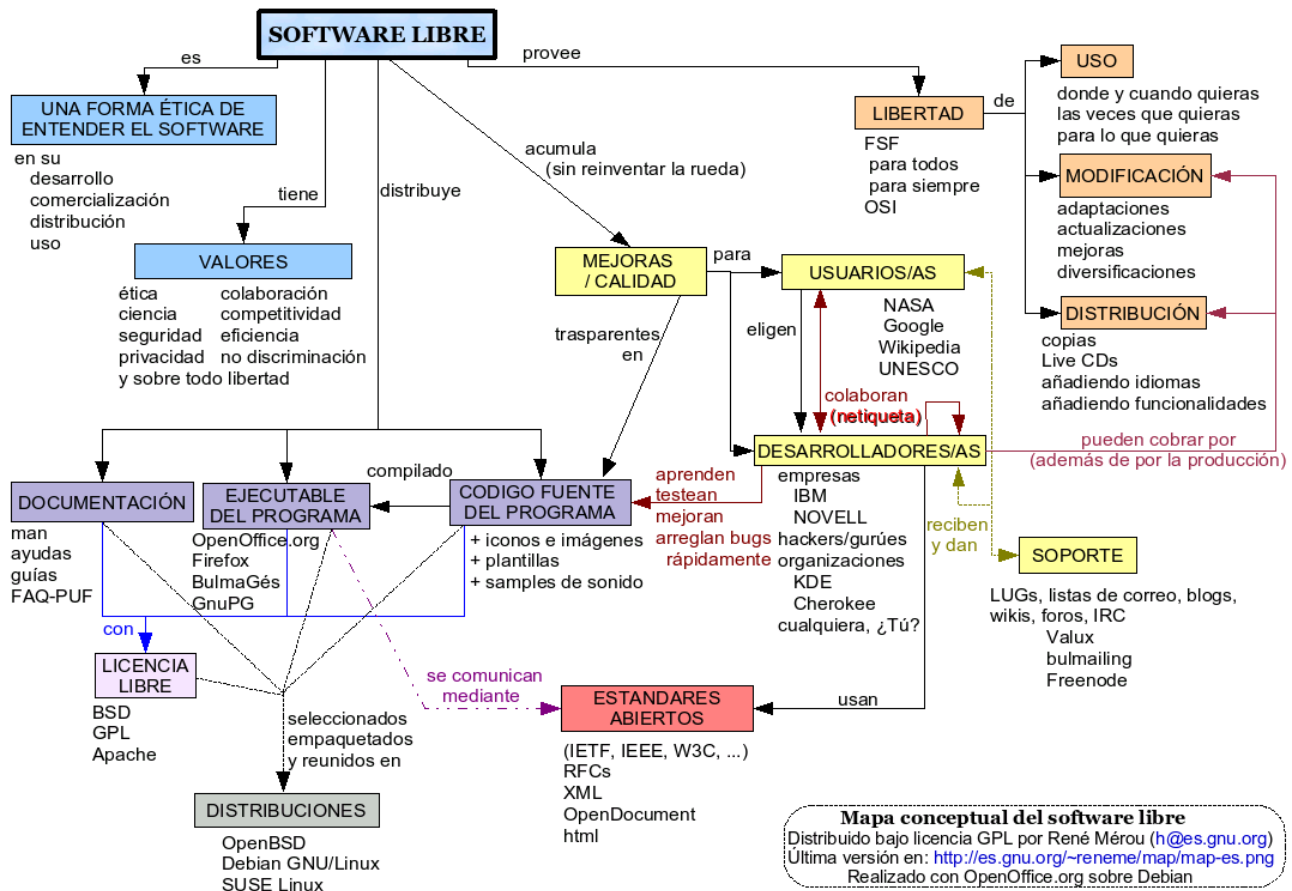 SOFTWARE LIBRE
es
provee
UNA FORMA ÉTICA DE
ENTENDER EL SOFTWARE
en su
desarrollo
comercialización
distribución
uso
tiene
distribuye
acumula
(sin reinventar la rueda)
LIBERTAD
FSF
para todos
para siempre
OSI
de
USO
donde y cuando quieras
las veces que quieras
para lo que quieras
MODIFICACIÓN
adaptaciones
actualizaciones
mejoras
diversificaciones
DISTRIBUCIÓN
copias
Live CDs
añadiendo idiomas
añadiendo funcionalidades
VALORES
ética colaboración
ciencia competitividad
seguridad eficiencia
privacidad no discriminación
y sobre todo libertad
MEJORAS
/ CALIDAD
para
USUARIOS/AS
NASA
Google
Wikipedia
UNESCO
trasparentes
en
eligen
colaboran
(netiqueta)
DESARROLLADORES/AS
empresas
IBM
NOVELL
hackers/gurúes
organizaciones
KDE
Cherokee
cualquiera, ¿Tú?
pueden cobrar por
(además de por la producción)
aprenden
testean
mejoran
arreglan bugs
rápidamente
reciben
y dan
SOPORTE
LUGs, listas de correo, blogs,
wikis, foros, IRC
Valux
bulmailing
Freenode
DOCUMENTACIÓN
man
ayudas
guías
FAQ-PUF
EJECUTABLE
DEL PROGRAMA
OpenOffice.org
Firefox
BulmaGés
GnuPG
compilado
CODIGO FUENTE
DEL PROGRAMA
+ iconos e imágenes
+ plantillas
+ samples de sonido
con
LICENCIA
LIBRE
BSD
GPL
Apache
se comunican
mediante
ESTANDARES
ABIERTOS
(IETF, IEEE, W3C, ...)
RFCs
XML
OpenDocument
html
usan
seleccionados
empaquetados
y reunidos en
DISTRIBUCIONES
OpenBSD
Debian GNU/Linux
SUSE Linux
Mapa conceptual del software libre
Distribuido bajo licencia GPL por René Mérou (h@es.gnu.org)
Última versión en: http://es.gnu.org/~reneme/map/map-es.png
Realizado con OpenOffice.org sobre Debian